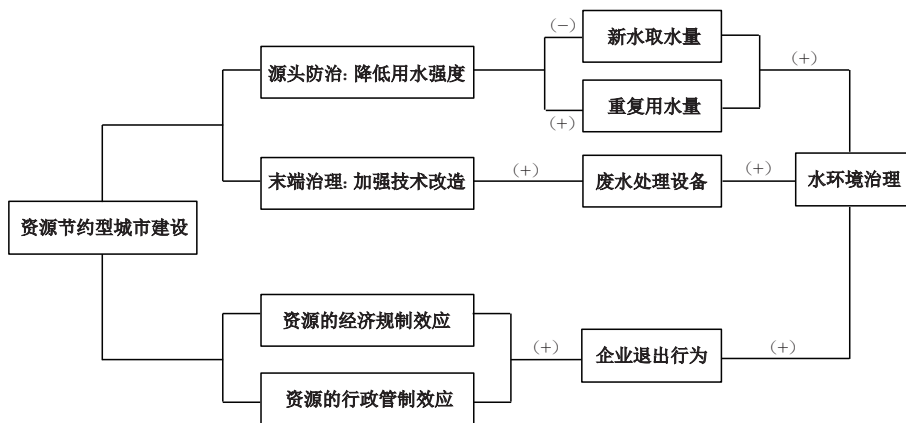 (-)
新水取水量
源头防治: 降低用水强度
(+)
重复用水量
(+)
末端治理: 加强技术改造
(+)
废水处理设备
(+)
水环境治理
资源节约型城市建设
资源的经济规制效应
(+)
企业退出行为
(+)
资源的行政管制效应